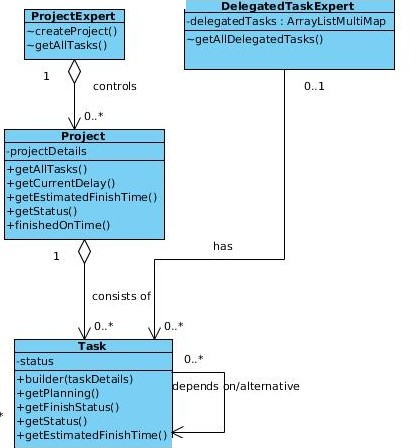 ProjectExpert
~createProject()
~getAllTasks()
DelegatedTaskExpert
-delegatedTasks : ArrayListMultiMap
~getAllDelegatedTasks()
1
controls
0..*
0..1
Project
-projectDetails
+getAllTasks()
+getCurrentDelay()
+getEstimatedFinishTime()
+getStatus()
+finishedOnTime()
1
has
consists of
0..*
0..*
Task
-status
+builder(taskDetails)
+getPlanning()
+getFinishStatus()
+getStatus()
+getEstimatedFinishTime()
0..*
depends on/alternative
*